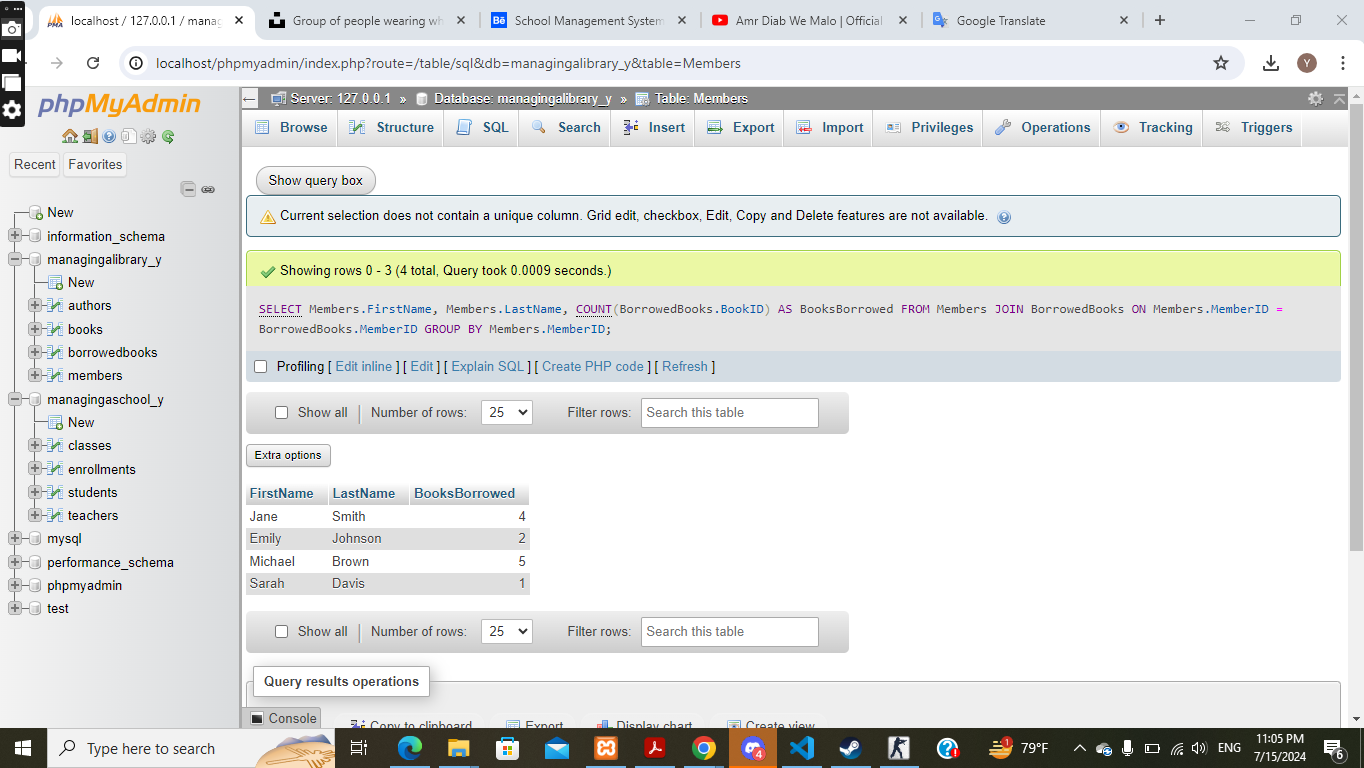 localhost / 127.0.0.1 / manag
Group of people wearing wh
School Management System
Amr Diab We Malo | Official
Google Translate
localhost/phpmyadmin/index.php?route=/table/sql&db=managingalibrary_y&table=Members
Y
phpMyAdmin
Recent
Favorites
New
information_schema
managingalibrary_y
New
authors
books
borrowedbooks
members
managingaschool_y
New
classes
enrollments
students
teachers
mysql
performance_schema
phpmyadmin
test
Server: 127.0.0.1 » Database: managingalibrary_y » Table: Members
Browse Structure SQL Search Insert Export Import Privileges Operations Tracking Triggers
Show query box
Current selection does not contain a unique column. Grid edit, checkbox, Edit, Copy and Delete features are not available.
Showing rows 0 - 3 (4 total, Query took 0.0009 seconds.)
SELECT Members.FirstName, Members.LastName, COUNT(BorrowedBooks.BookID) AS BooksBorrowed FROM Members JOIN BorrowedBooks ON Members.MemberID =
BorrowedBooks.MemberID GROUP BY Members.MemberID;
Profiling [ Edit inline ] [ Edit ] [ Explain SQL ] [ Create PHP code ] [ Refresh ]
Show all | Number of rows: 25 Filter rows: Search this table
Extra options
FirstName LastName BooksBorrowed
Jane Smith 4
Emily Johnson 2
Michael Brown 5
Sarah Davis 1
Show all | Number of rows: 25 Filter rows: Search this table
Query results operations
Console
Copy to clipboard Export Display chart Create view
Type here to search
4
1
79°F
ENG
11:05 PM
7/15/2024
6